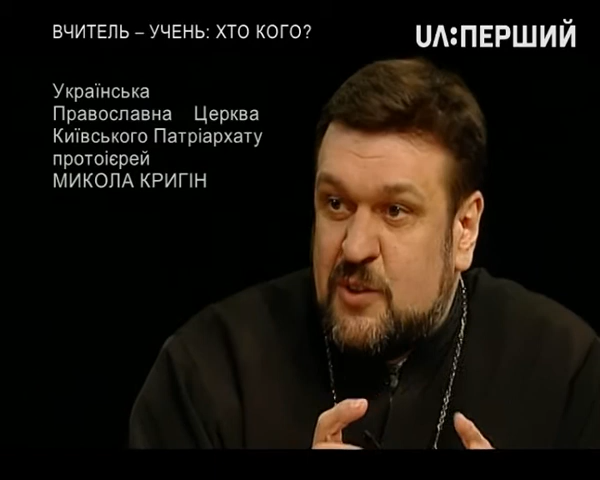 ВЧИТЕЛЬ – УЧЕНЬ: ХТО КОГО?
UA:ПЕРШИЙ
Українська
Православна Церква
Київського Патріархату
протоієрей
МИКОЛА КРИГІН